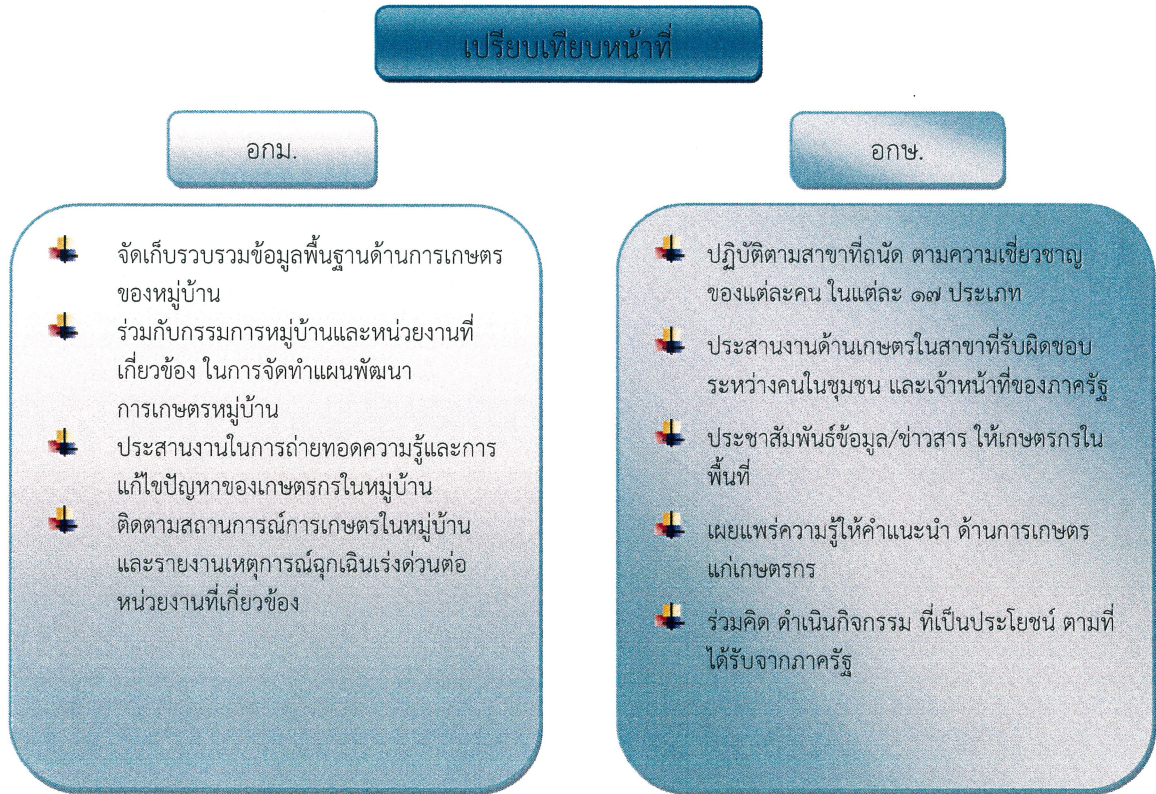 เปรียบเทียบหน้าที่
อกม.
จัดเก็บรวบรวมข้อมูลพื้นฐานด้านการเกษตร
ของหมู่บ้าน
ร่วมกับกรรมการหมู่บ้านและหน่วยงานที่
เกี่ยวข้อง ในการจัดทำแผนพัฒนา
การเกษตรหมู่บ้าน
ประสานงานในการถ่ายทอดความรู้และการ
แก้ไขปัญหาของเกษตรกรในหมู่บ้าน
ติดตามสถานการณ์การเกษตรในหมู่บ้าน
และรายงานเหตุการณ์ฉุกเฉินเร่งด่วนต่อ
หน่วยงานที่เกี่ยวข้อง
อกษ.
ปฏิบัติตามสาขาที่ถนัด ตามความเชี่ยวชาญ
ของแต่ละคน ในแต่ละ ๑๗ ประเภท
ประสานงานด้านเกษตรในสาขาที่รับผิดชอบ
ระหว่างคนในชุมชน และเจ้าหน้าที่ของภาครัฐ
ประชาสัมพันธ์ข้อมูล/ข่าวสาร ให้เกษตรกรใน
พื้นที่
เผยแพร่ความรู้ให้คำแนะนำ ด้านการเกษตร
แก่เกษตรกร
ร่วมคิด ดำเนินกิจกรรม ที่เป็นประโยชน์ ตามที่
ได้รับจากภาครัฐ